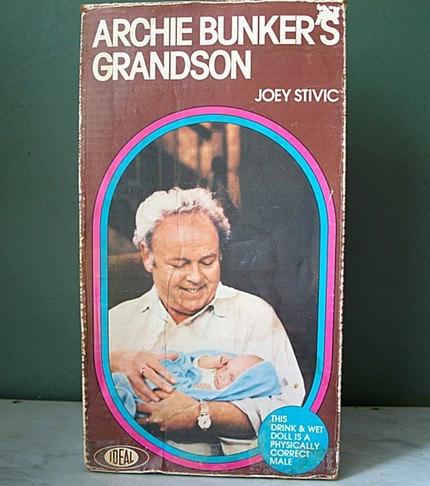 ARCHIE BUNKER'S
GRANDSON
JOEY STIVIC
THIS
DRINK & WET
DOLL IS A
PHYSICALLY
CORRECT
MALE
IDEAL